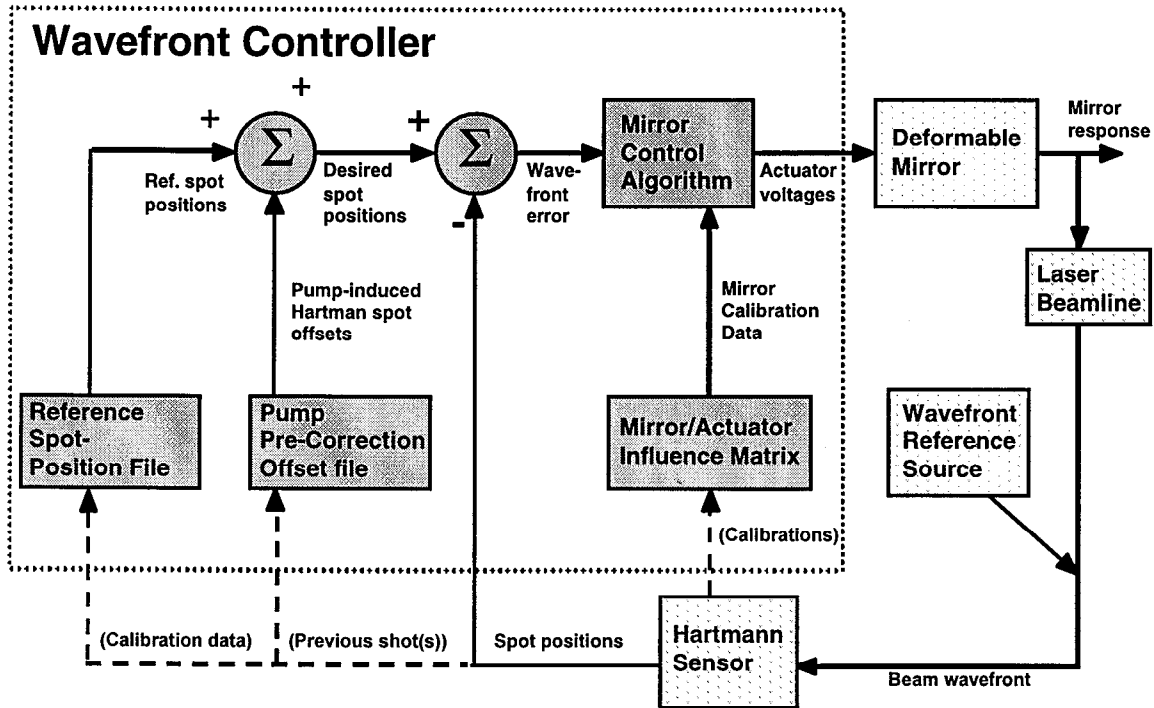 Wavefront Controller
+
+
Σ
+
Σ
-
Mirror
Control
Algorithm
Deformable
Mirror
Mirror
response
Ref. spot
positions
Desired
spot
positions
Wave-
front
error
Actuator
voltages
Laser
Beamline
Pump-induced
Hartman spot
offsets
Mirror
Calibration
Data
Reference
Spot-
Position File
Pump
Pre-Correction
Offset file
Mirror/Actuator
Influence Matrix
Wavefront
Reference
Source
(Calibrations)
(Calibration data)
(Previous shot(s))
Spot positions
Hartmann
Sensor
Beam wavefront